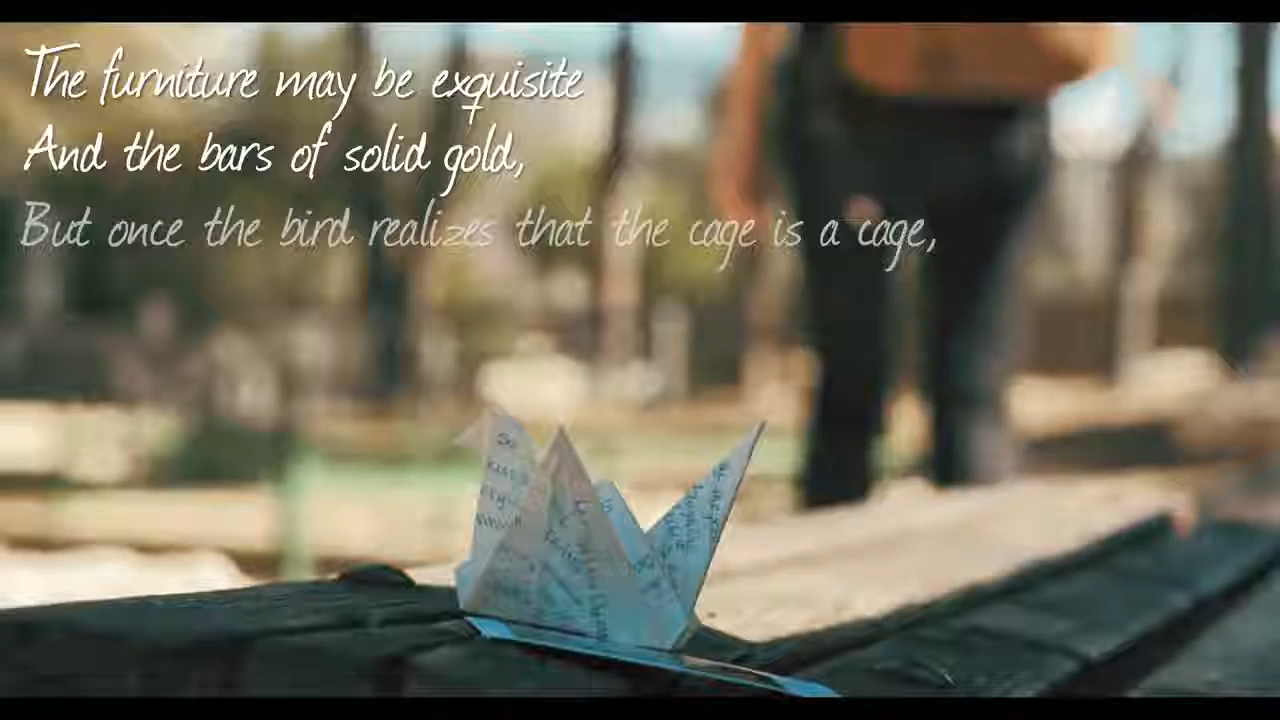 The furniture may be exquisite
And the bars of solid gold,
But once the bird realizes that the cage is a cage,